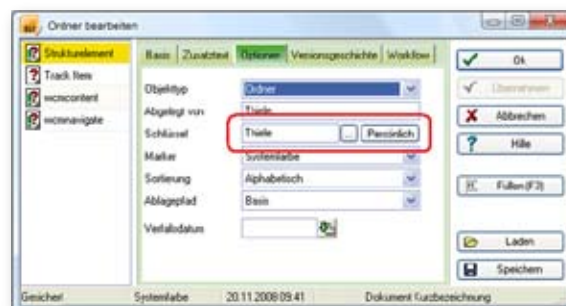 Ordner bearbeiten
Strukturelement
Track Item
wcmcontent
wcmnavigate
Basis Zusatztext Optionen Versionsgeschichte Workflow
Objekttyp Ordner
Abgelegt von Thiele
Schlüssel Thiele ... Persönlich
Marker Systemfarbe
Sortierung Alphabetisch
Ablagepfad Basis
Verfallsdatum
Ok
Übernehmen
Abbrechen
Hilfe
Füllen (F3)
Laden
Speichern
Gesichert Systemfarbe 20.11.2008 09:41 Dokument Kurzbezeichnung